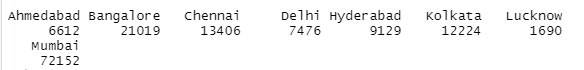 Ahmedabad Bangalore Chennai Delhi Hyderabad Kolkata Lucknow
6612 21019 13406 7476 9129 12224 1690
Mumbai
72152